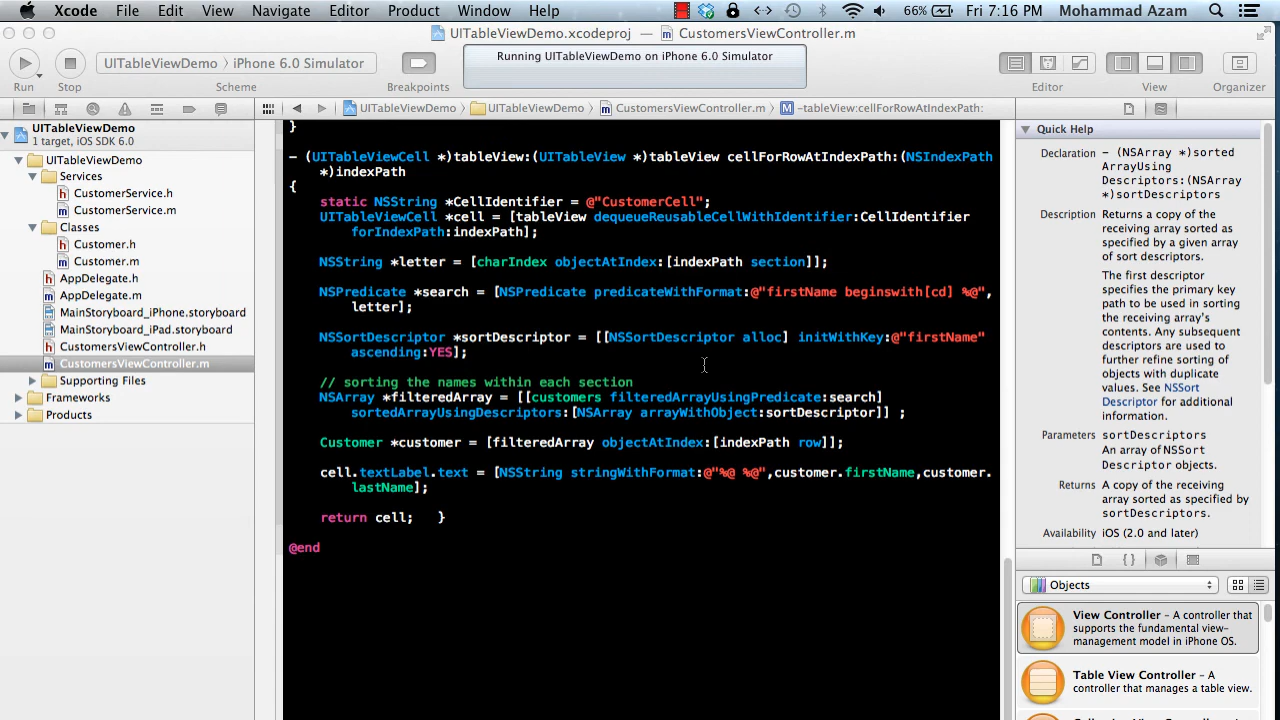 Xcode File Edit View Navigate Editor Product Window Help 66% Fri 7:16 PM Mohammad Azam
UITableViewDemo.xcodeproj — CustomersViewController.m
UITableViewDemo › iPhone 6.0 Simulator
Running UITableViewDemo on iPhone 6.0 Simulator
Run Stop Scheme Breakpoints Editor View Organizer
UITableViewDemo
1 target, iOS SDK 6.0
UITableViewDemo
Services
CustomerService.h
CustomerService.m
Classes
Customer.h
Customer.m
AppDelegate.h
AppDelegate.m
MainStoryboard_iPhone.storyboard
MainStoryboard_iPad.storyboard
CustomersViewController.h
CustomersViewController.m
Supporting Files
Frameworks
Products
UITableViewDemo UITableViewDemo CustomersViewController.m M -tableView:cellForRowAtIndexPath:
}
- (UITableViewCell *)tableView:(UITableView *)tableView cellForRowAtIndexPath:(NSIndexPath
*)indexPath
{
static NSString *CellIdentifier = @"CustomerCell";
UITableViewCell *cell = [tableView dequeueReusableCellWithIdentifier:CellIdentifier
forIndexPath:indexPath];
NSString *letter = [charIndex objectAtIndex:[indexPath section]];
NSPredicate *search = [NSPredicate predicateWithFormat:@"firstName beginswith[cd] %@",
letter];
NSSortDescriptor *sortDescriptor = [[NSSortDescriptor alloc] initWithKey:@"firstName"
ascending:YES];
// sorting the names within each section
NSArray *filteredArray = [[customers filteredArrayUsingPredicate:search]
sortedArrayUsingDescriptors:[NSArray arrayWithObject:sortDescriptor]] ;
Customer *customer = [filteredArray objectAtIndex:[indexPath row]];
cell.textLabel.text = [NSString stringWithFormat:@"%@ %@",customer.firstName,customer.
lastName];
return cell; }
@end
Quick Help
Declaration - (NSArray *)sorted
ArrayUsing
Descriptors:(NSArray
*)sortDescriptors
Description Returns a copy of the
receiving array sorted as
specified by a given array
of sort descriptors.
The first descriptor
specifies the primary key
path to be used in sorting
the receiving array's
contents. Any subsequent
descriptors are used to
further refine sorting of
objects with duplicate
values. See NSSort
Descriptor for additional
information.
Parameters sortDescriptors
An array of NSSort
Descriptor objects.
Returns A copy of the receiving
array sorted as specified by
sortDescriptors.
Availability iOS (2.0 and later)
Objects
View Controller – A controller that
supports the fundamental view-
management model in iPhone OS.
Table View Controller – A
controller that manages a table view.